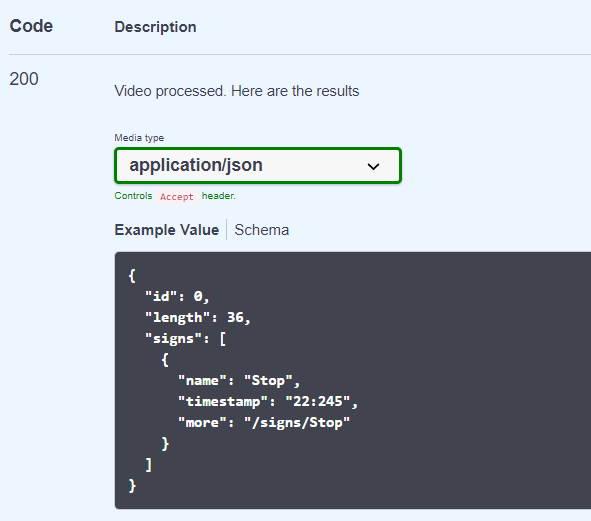 Code Description
200
Video processed. Here are the results
Media type
application/json
Controls Accept header.
Example Value Schema
{
  "id": 0,
  "length": 36,
  "signs": [
    {
      "name": "Stop",
      "timestamp": "22:245",
      "more": "/signs/Stop"
    }
  ]
}